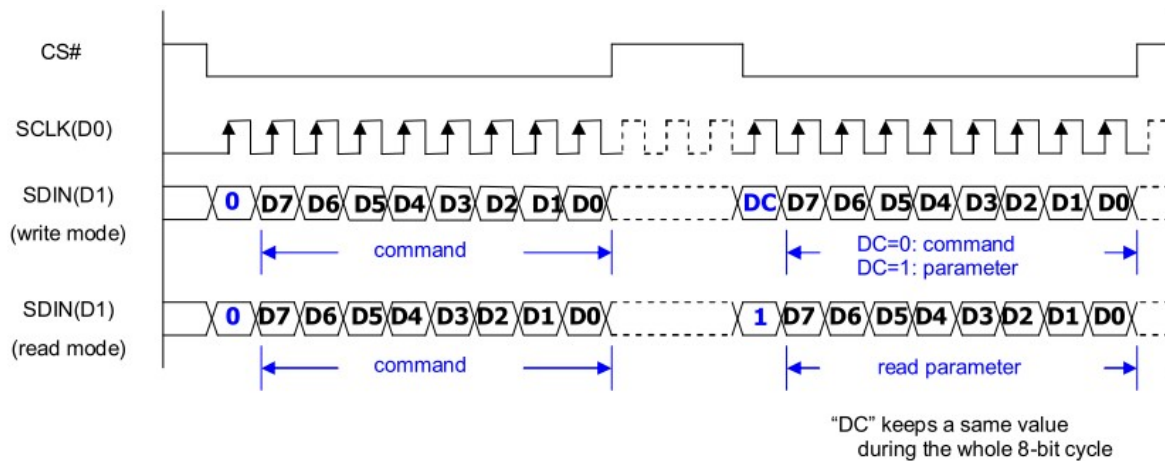 CS#
SCLK(D0)
SDIN(D1)
(write mode)
0 D7 D6 D5 D4 D3 D2 D1 D0
DC D7 D6 D5 D4 D3 D2 D1 D0
command
DC=0: command
DC=1: parameter
SDIN(D1)
(read mode)
0 D7 D6 D5 D4 D3 D2 D1 D0
1 D7 D6 D5 D4 D3 D2 D1 D0
command
read parameter
“DC” keeps a same value
during the whole 8-bit cycle